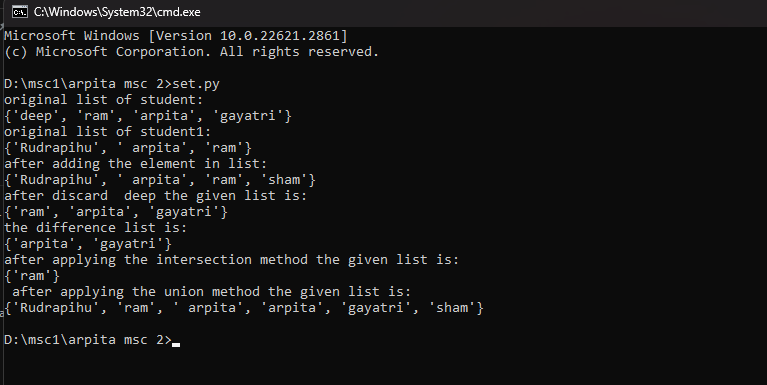 C:\Windows\System32\cmd.exe
Microsoft Windows [Version 10.0.22621.2861]
(c) Microsoft Corporation. All rights reserved.
D:\msc1\arpita msc 2>set.py
original list of student:
{'deep', 'ram', 'arpita', 'gayatri'}
original list of student1:
{'Rudrapihu', ' arpita', 'ram'}
after adding the element in list:
{'Rudrapihu', ' arpita', 'ram', 'sham'}
after discard  deep the given list is:
{'ram', 'arpita', 'gayatri'}
the difference list is:
{'arpita', 'gayatri'}
after applying the intersection method the given list is:
{'ram'}
 after applying the union method the given list is:
{'Rudrapihu', 'ram', ' arpita', 'arpita', 'gayatri', 'sham'}
D:\msc1\arpita msc 2>